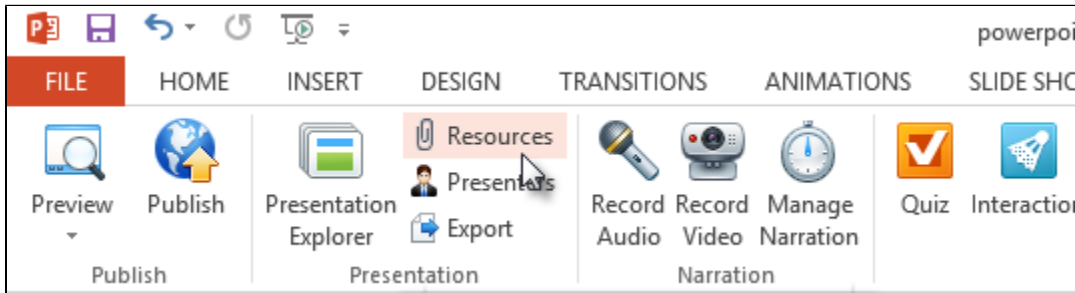 powerpoi
FILE HOME INSERT DESIGN TRANSITIONS ANIMATIONS SLIDE SHO
Preview
Publish
Publish
Presentation
Explorer
Resources
Presenters
Export
Presentation
Record
Audio
Record
Video
Manage
Narration
Narration
Quiz
Interaction